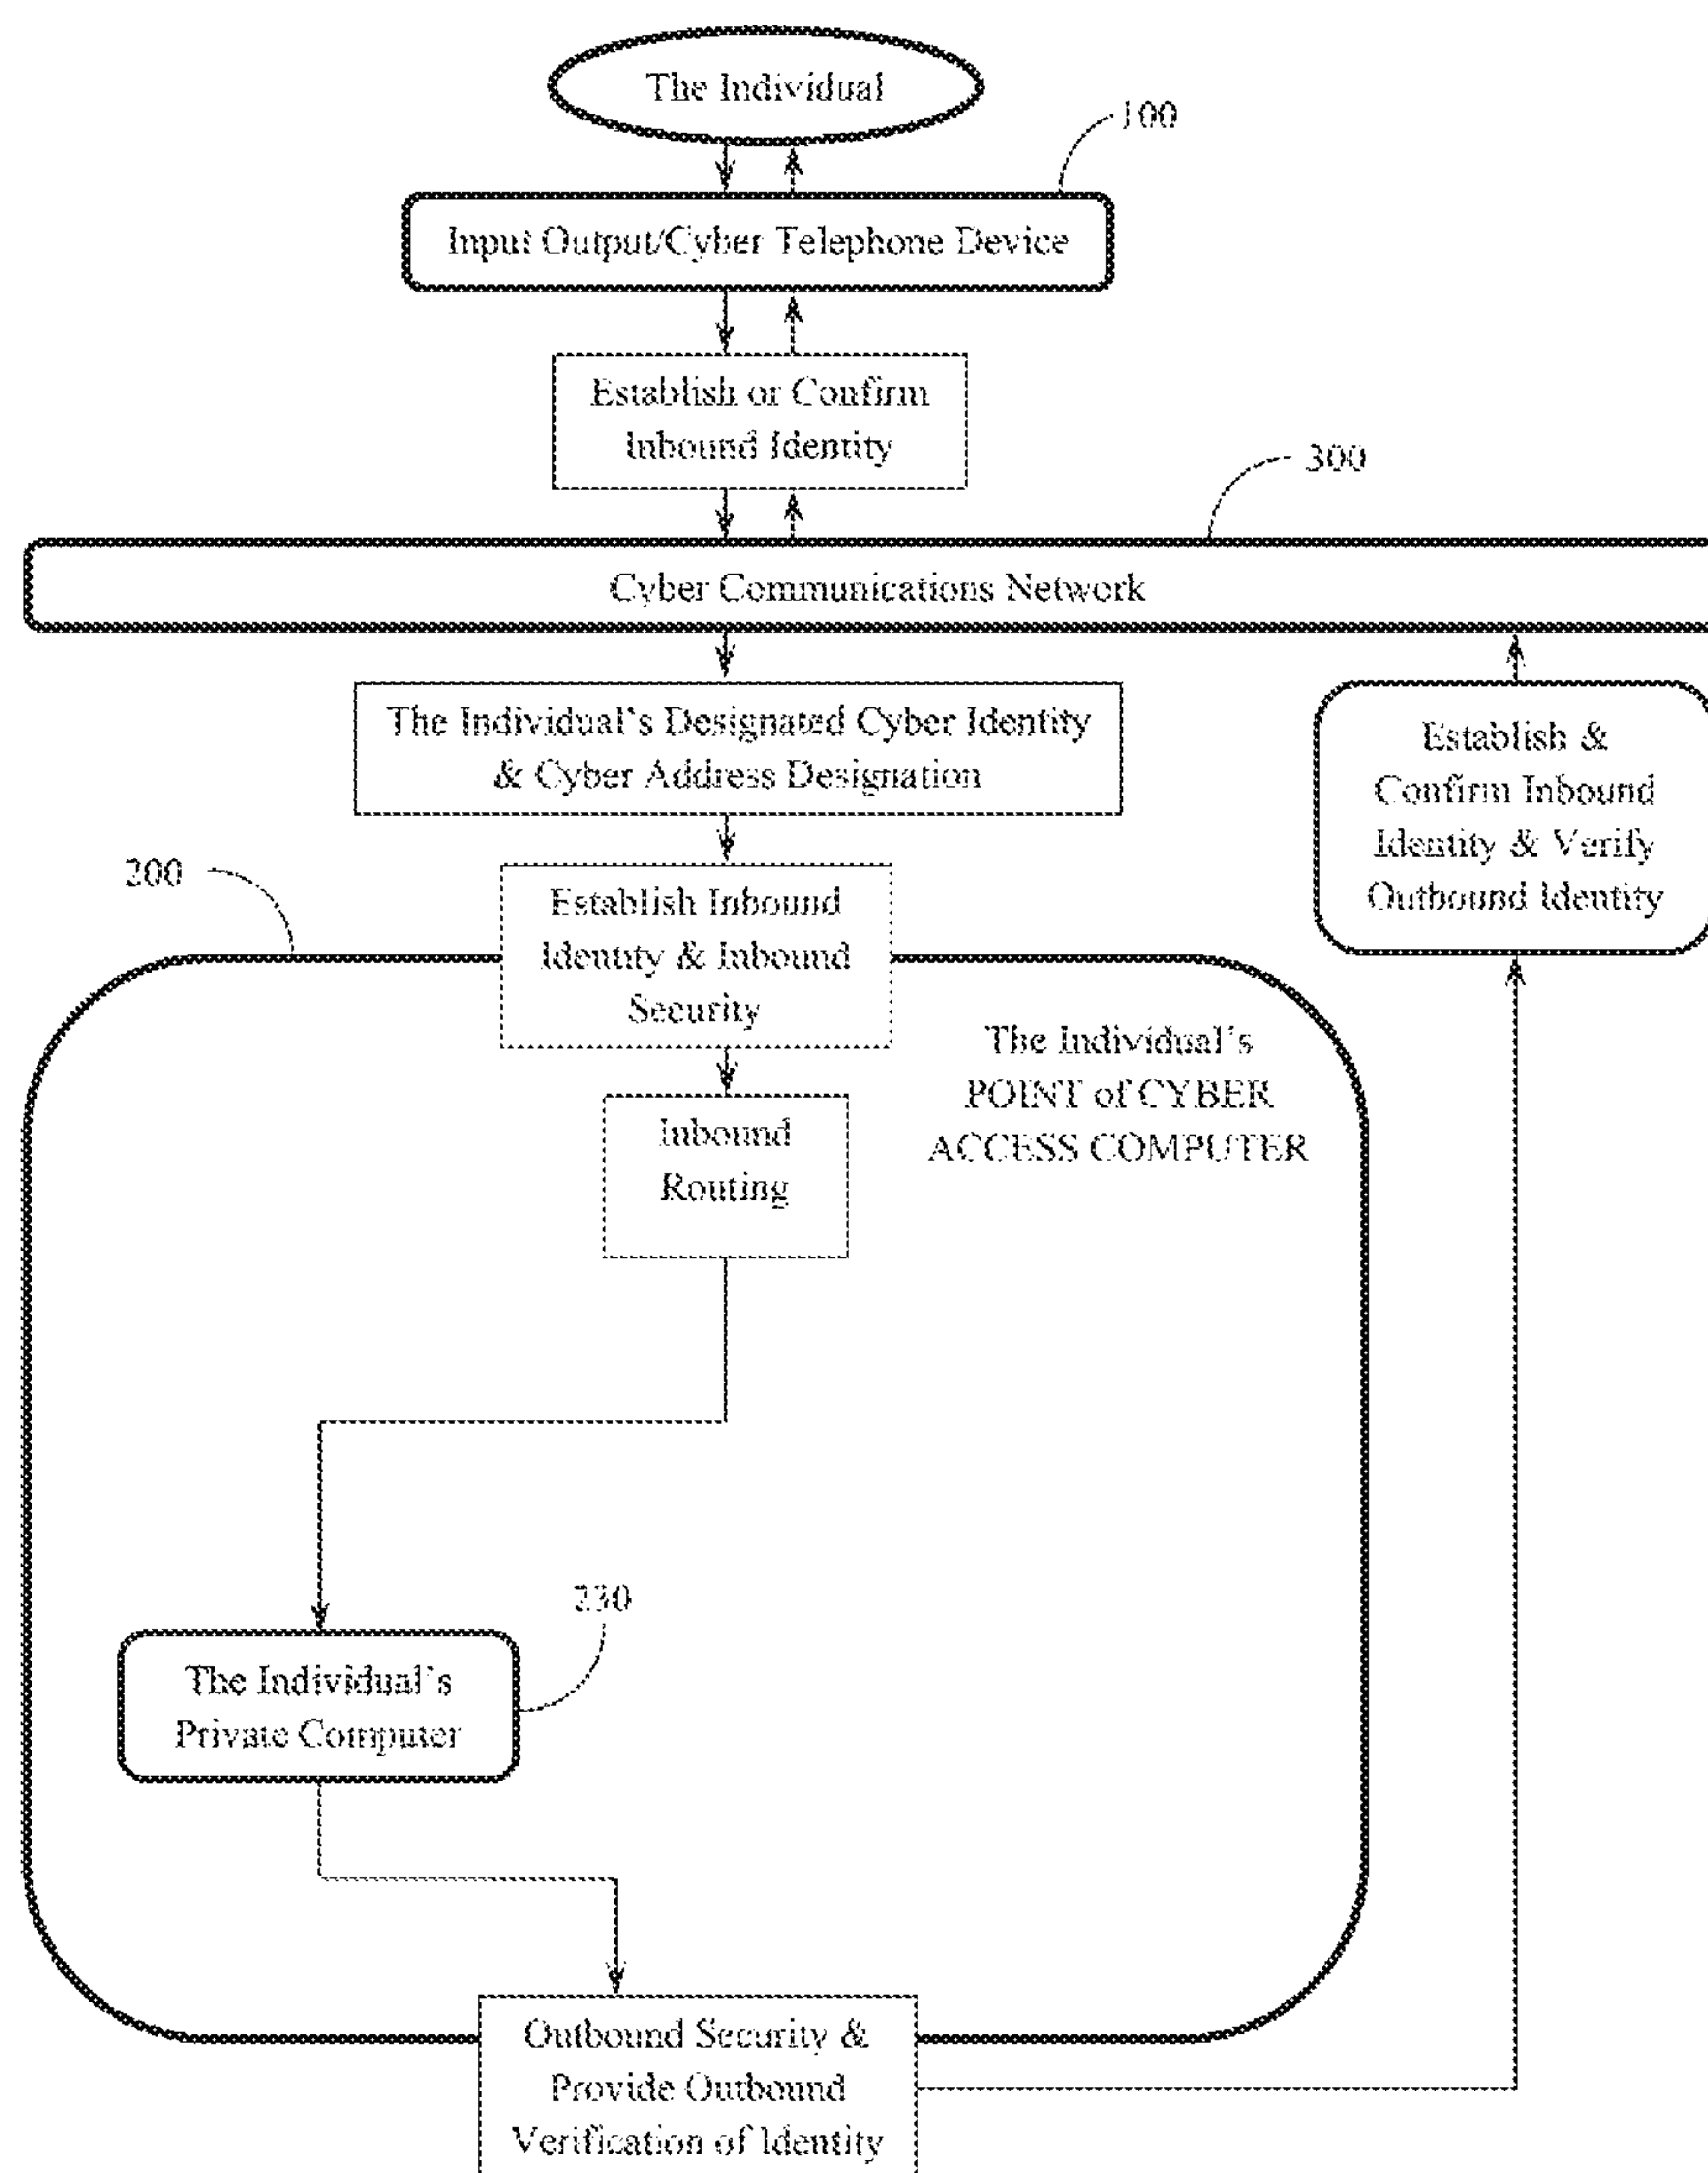 The Individual
100
Input Output/Cyber Telephone Device
Establish or Confirm
Inbound Identity
300
Cyber Communications Network
The Individual's Designated Cyber Identity
& Cyber Address Designation
Establish &
Confirm Inbound
Identity & Verify
Outbound Identity
200
Establish Inbound
Identity & Inbound
Security
The Individual's
POINT of CYBER
ACCESS COMPUTER
Inbound
Routing
230
The Individual's
Private Computer
Outbound Security &
Provide Outbound
Verification of Identity